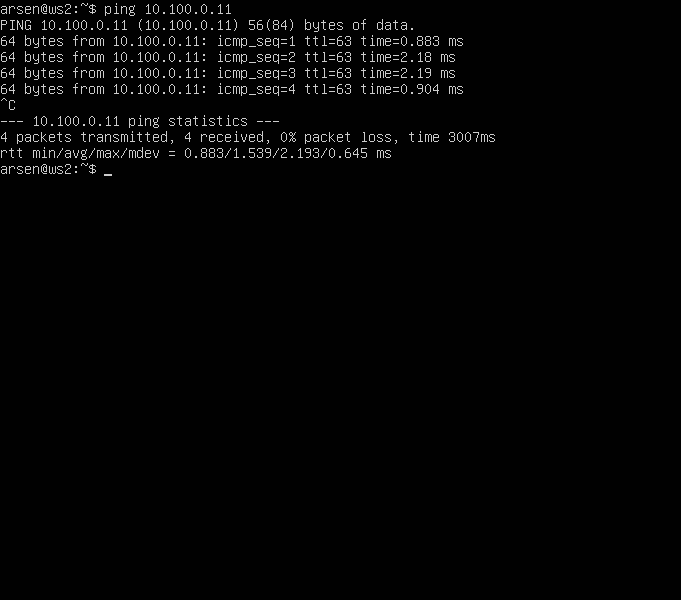 arsen@ws2:~$ ping 10.100.0.11
PING 10.100.0.11 (10.100.0.11) 56(84) bytes of data.
64 bytes from 10.100.0.11: icmp_seq=1 ttl=63 time=0.883 ms
64 bytes from 10.100.0.11: icmp_seq=2 ttl=63 time=2.18 ms
64 bytes from 10.100.0.11: icmp_seq=3 ttl=63 time=2.19 ms
64 bytes from 10.100.0.11: icmp_seq=4 ttl=63 time=0.904 ms
^C
--- 10.100.0.11 ping statistics ---
4 packets transmitted, 4 received, 0% packet loss, time 3007ms
rtt min/avg/max/mdev = 0.883/1.539/2.193/0.645 ms
arsen@ws2:~$ _